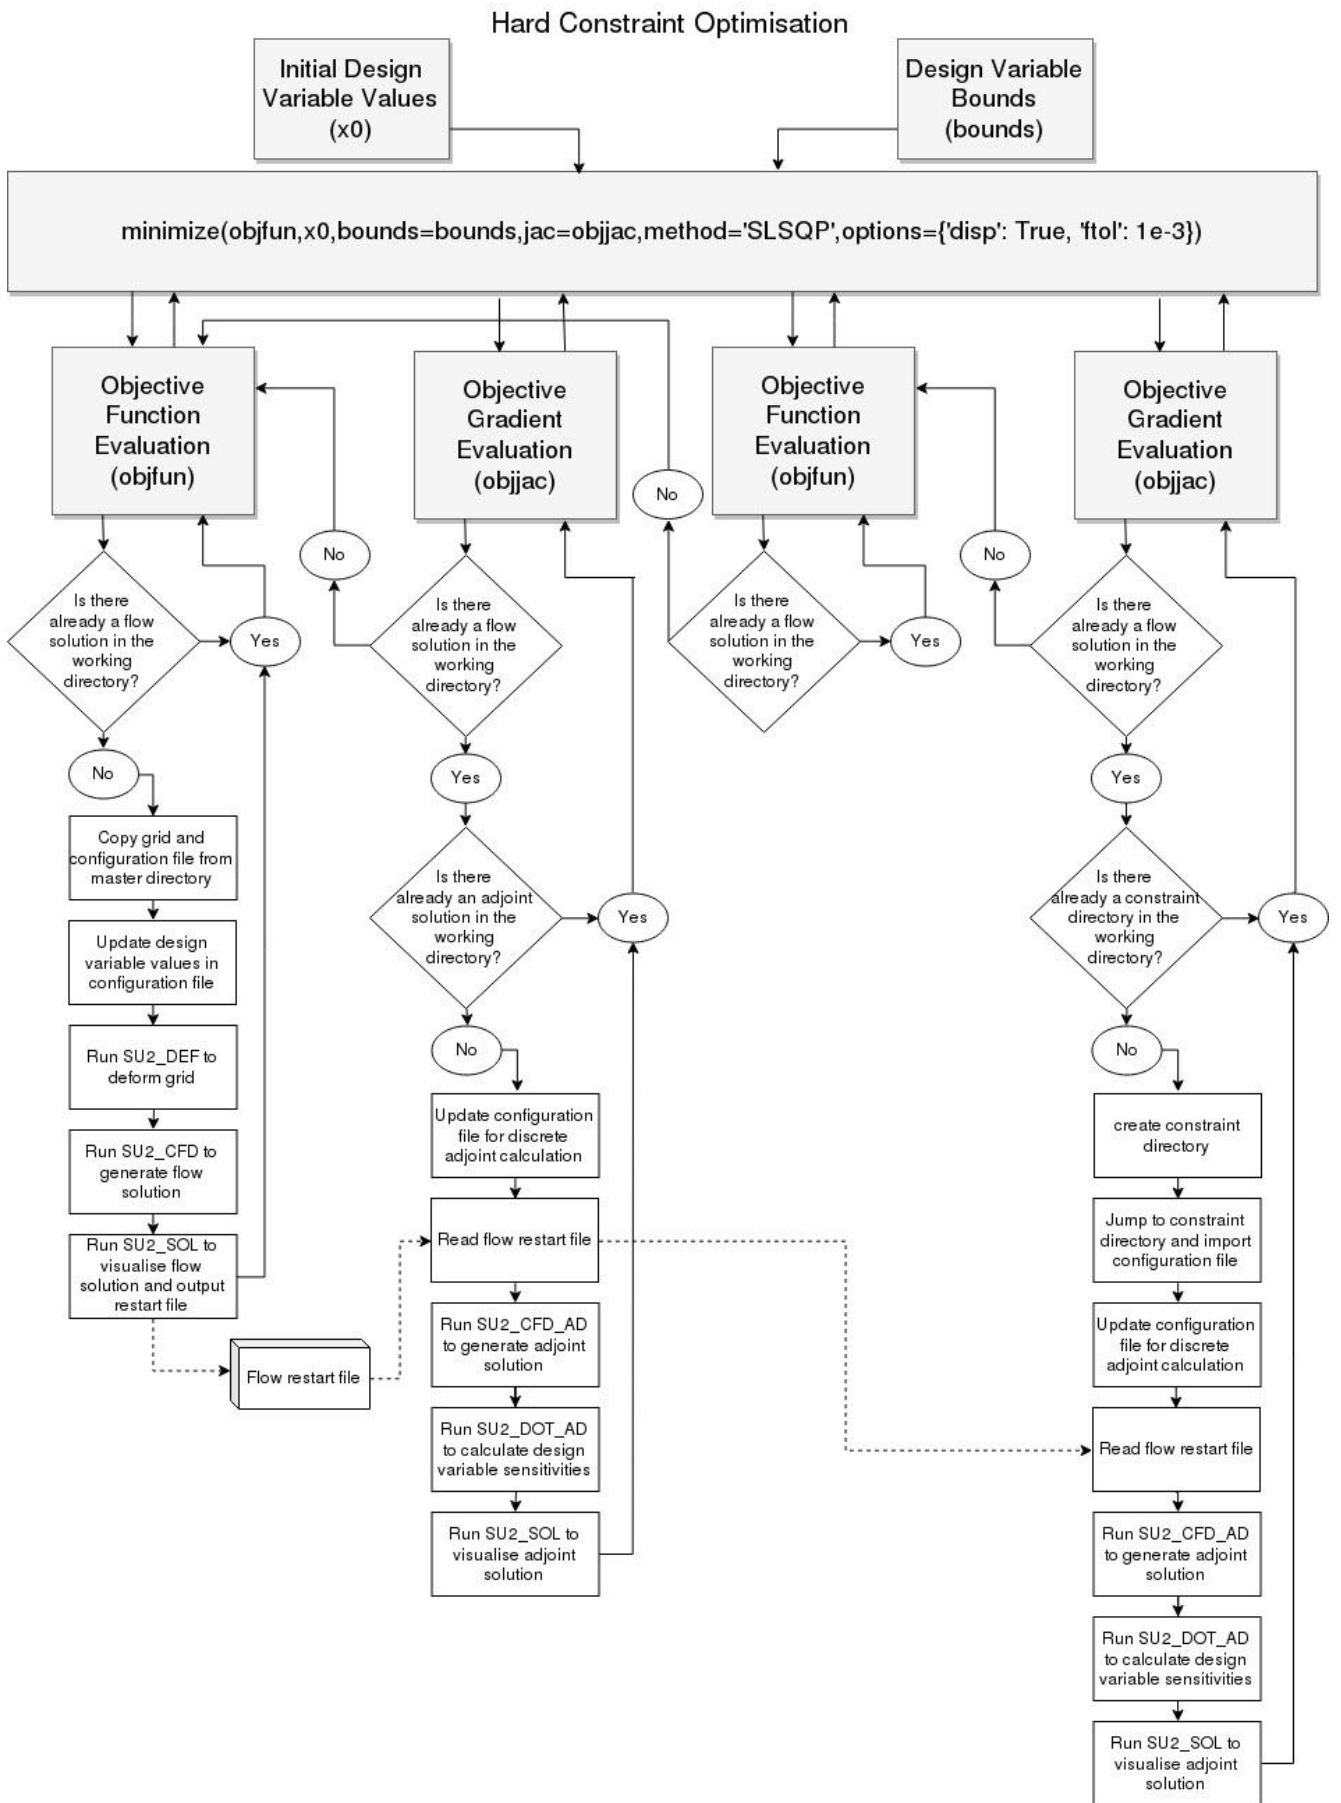 Hard Constraint Optimisation
Initial Design
Variable Values
(x0)
Design Variable
Bounds
(bounds)
minimize(objfun,x0,bounds=bounds,jac=objjac,method='SLSQP',options={'disp': True, 'ftol': 1e-3})
Objective
Function
Evaluation
(objfun)
Is there
already a flow
solution in the
working
directory?
Yes
No
Copy grid and
configuration file from
master directory
Update design
variable values in
configuration file
Run SU2_DEF to
deform grid
Run SU2_CFD to
generate flow
solution
Run SU2_SOL to
visualise flow
solution and output
restart file
Flow restart file
Objective
Gradient
Evaluation
(objjac)
No
Is there
already a flow
solution in the
working
directory?
Yes
Is there
already an adjoint
solution in the
working
directory?
Yes
No
Update configuration
file for discrete
adjoint calculation
Read flow restart file
Run SU2_CFD_AD
to generate adjoint
solution
Run SU2_DOT_AD
to calculate design
variable sensitivities
Run SU2_SOL to
visualise adjoint
solution
Objective
Function
Evaluation
(objfun)
No
Is there
already a flow
solution in the
working
directory?
Yes
Objective
Gradient
Evaluation
(objjac)
No
Is there
already a flow
solution in the
working
directory?
Yes
Is there
already a constraint
directory in the
working
directory?
Yes
No
create constraint
directory
Jump to constraint
directory and import
configuration file
Update configuration
file for discrete
adjoint calculation
Read flow restart file
Run SU2_CFD_AD
to generate adjoint
solution
Run SU2_DOT_AD
to calculate design
variable sensitivities
Run SU2_SOL to
visualise adjoint
solution